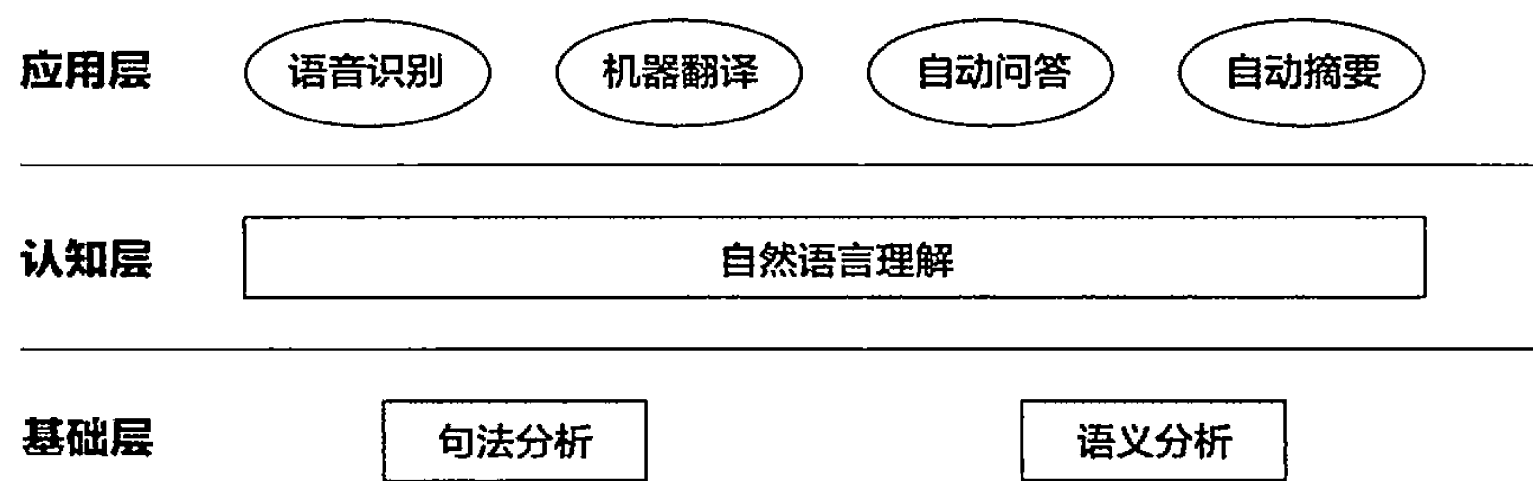 应用层 语音识别 机器翻译 自动问答 自动摘要
认知层 自然语言理解
基础层 句法分析 语义分析